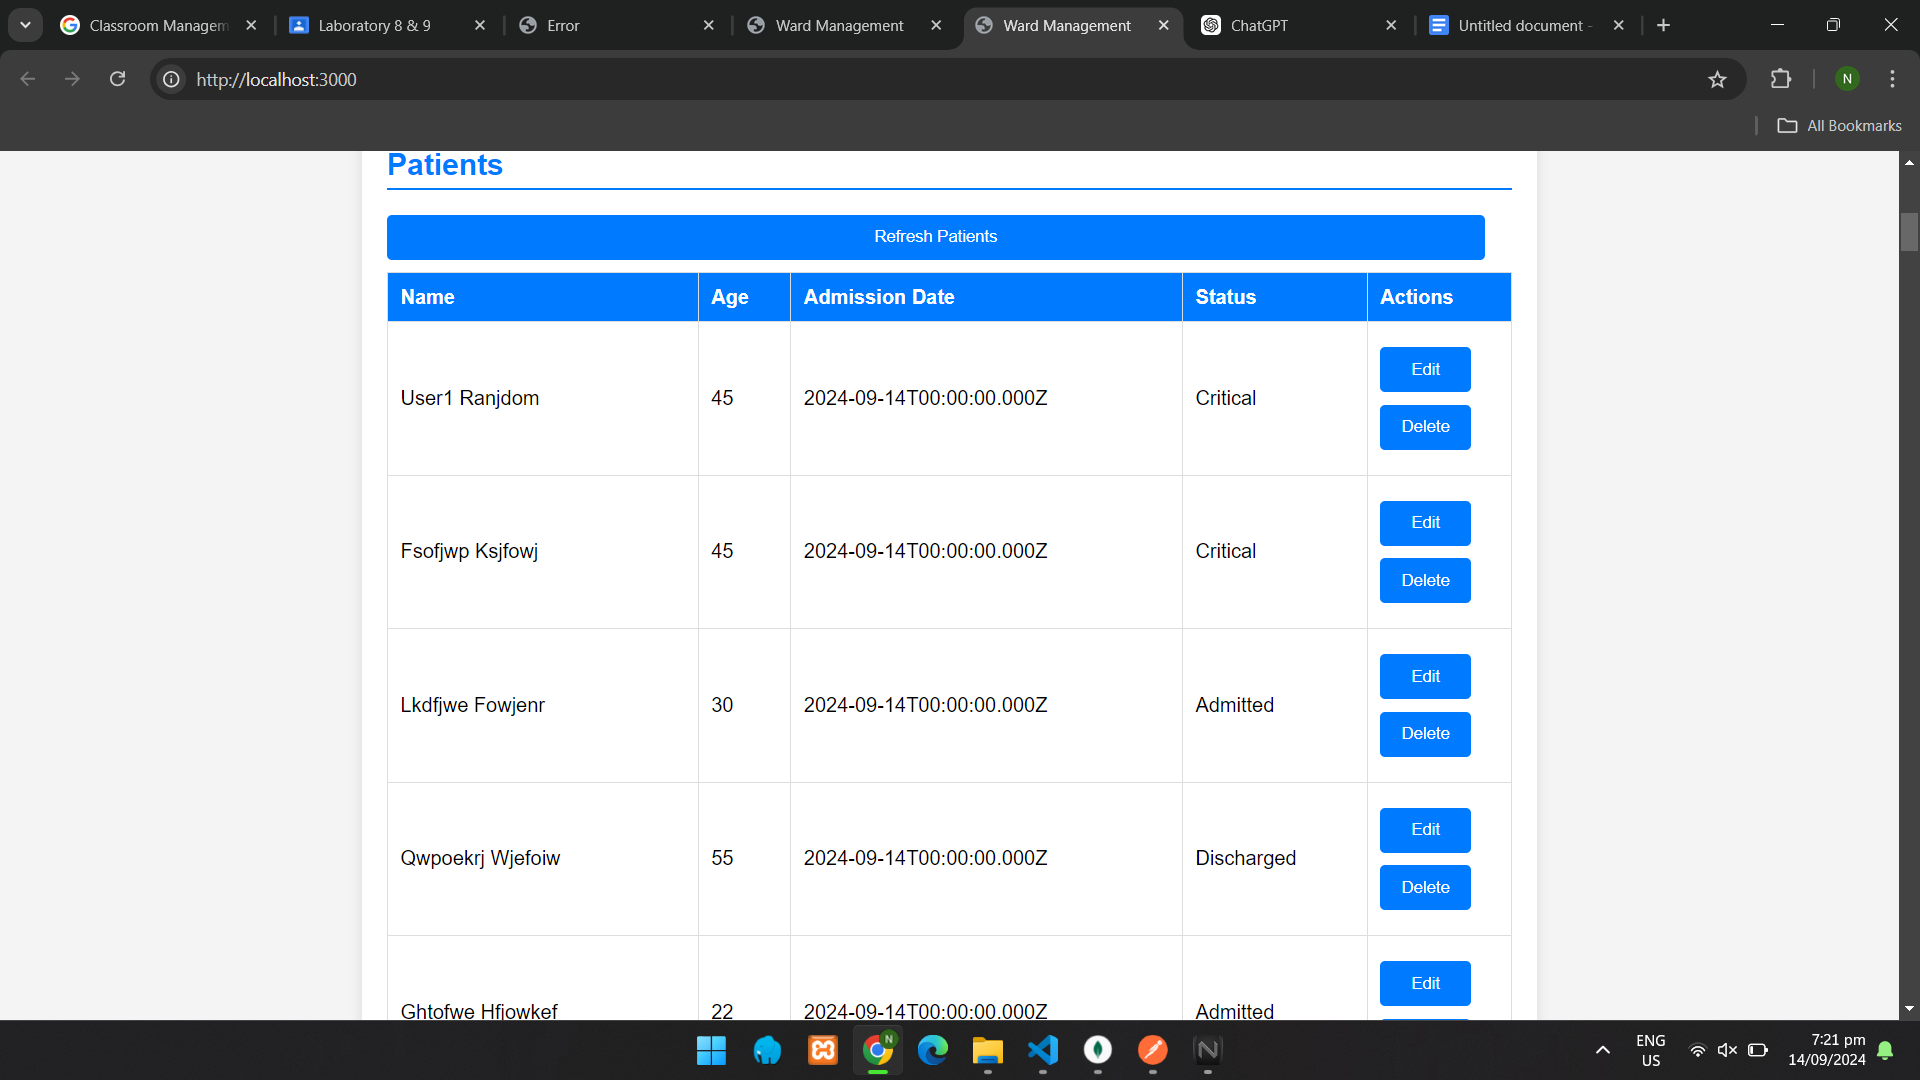 Classroom Managem
Laboratory 8 & 9
Error
Ward Management
Ward Management
ChatGPT
Untitled document -
http://localhost:3000
N
All Bookmarks
Patients
Refresh Patients
Name Age Admission Date Status Actions
User1 Ranjdom 45 2024-09-14T00:00:00.000Z Critical Edit
Delete
Fsofjwp Ksjfowj 45 2024-09-14T00:00:00.000Z Critical Edit
Delete
Lkdfjwe Fowjenr 30 2024-09-14T00:00:00.000Z Admitted Edit
Delete
Qwpoekrj Wjefoiw 55 2024-09-14T00:00:00.000Z Discharged Edit
Delete
Ghtofwe Hfjowkef 22 2024-09-14T00:00:00.000Z Admitted Edit
N
ENG
US
7:21 pm
14/09/2024